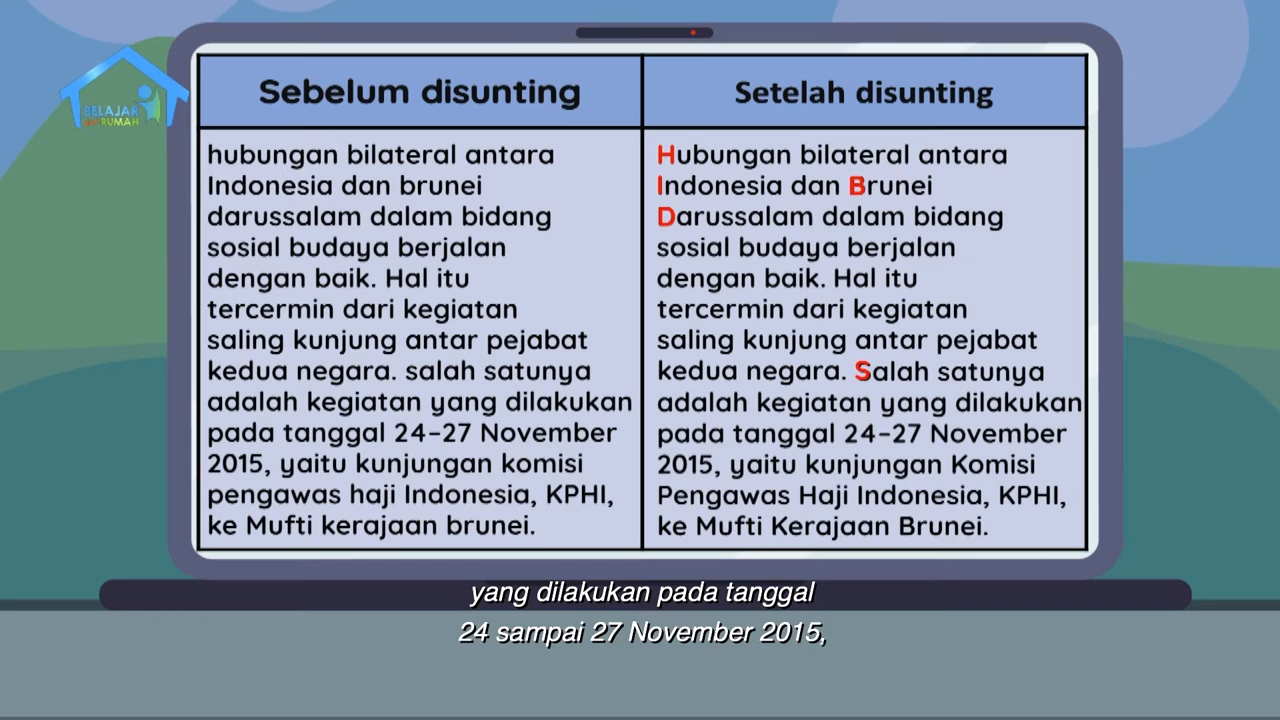 BELAJAR
dari RUMAH
Sebelum disunting
hubungan bilateral antara
Indonesia dan brunei
darussalam dalam bidang
sosial budaya berjalan
dengan baik. Hal itu
tercermin dari kegiatan
saling kunjung antar pejabat
kedua negara. salah satunya
adalah kegiatan yang dilakukan
pada tanggal 24–27 November
2015, yaitu kunjungan komisi
pengawas haji Indonesia, KPHI,
ke Mufti kerajaan brunei.
Setelah disunting
Hubungan bilateral antara
Indonesia dan Brunei
Darussalam dalam bidang
sosial budaya berjalan
dengan baik. Hal itu
tercermin dari kegiatan
saling kunjung antar pejabat
kedua negara. Salah satunya
adalah kegiatan yang dilakukan
pada tanggal 24–27 November
2015, yaitu kunjungan Komisi
Pengawas Haji Indonesia, KPHI,
ke Mufti Kerajaan Brunei.
yang dilakukan pada tanggal
24 sampai 27 November 2015,